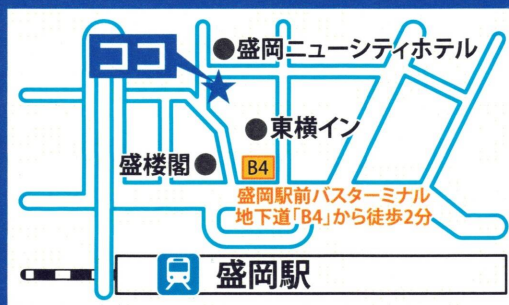 盛岡ニューシティホテル
ココ
東横イン
盛楼閣
B4
盛岡駅前バスターミナル
地下道「B4」から徒歩2分
盛岡駅